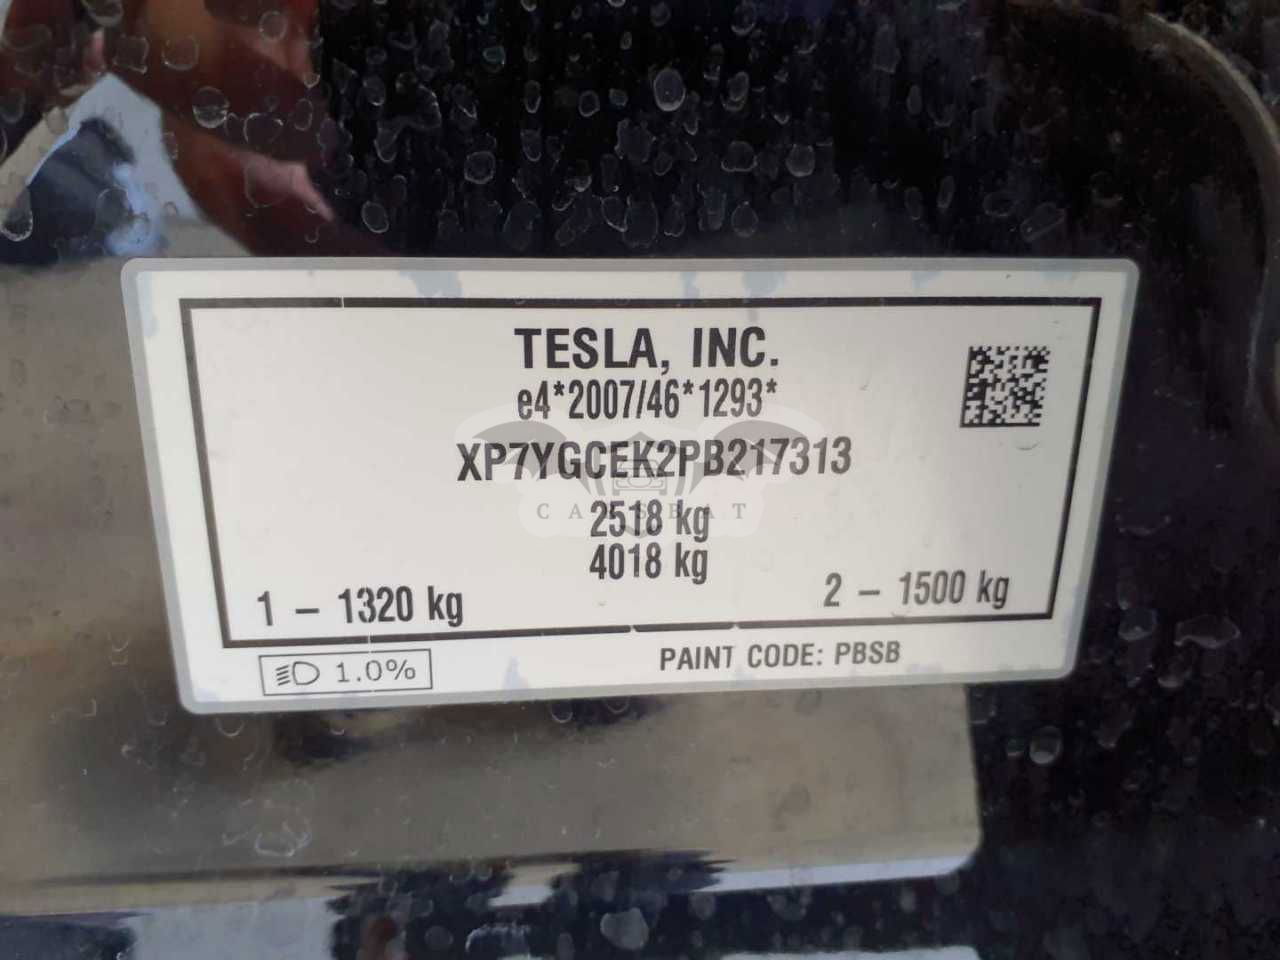 TESLA, INC.
e4*2007/46*1293*
XP7YGCEK2PB217313
CARSBAT
2518 kg
4018 kg
1 – 1320 kg
2 – 1500 kg
1.0%
PAINT CODE: PBSB